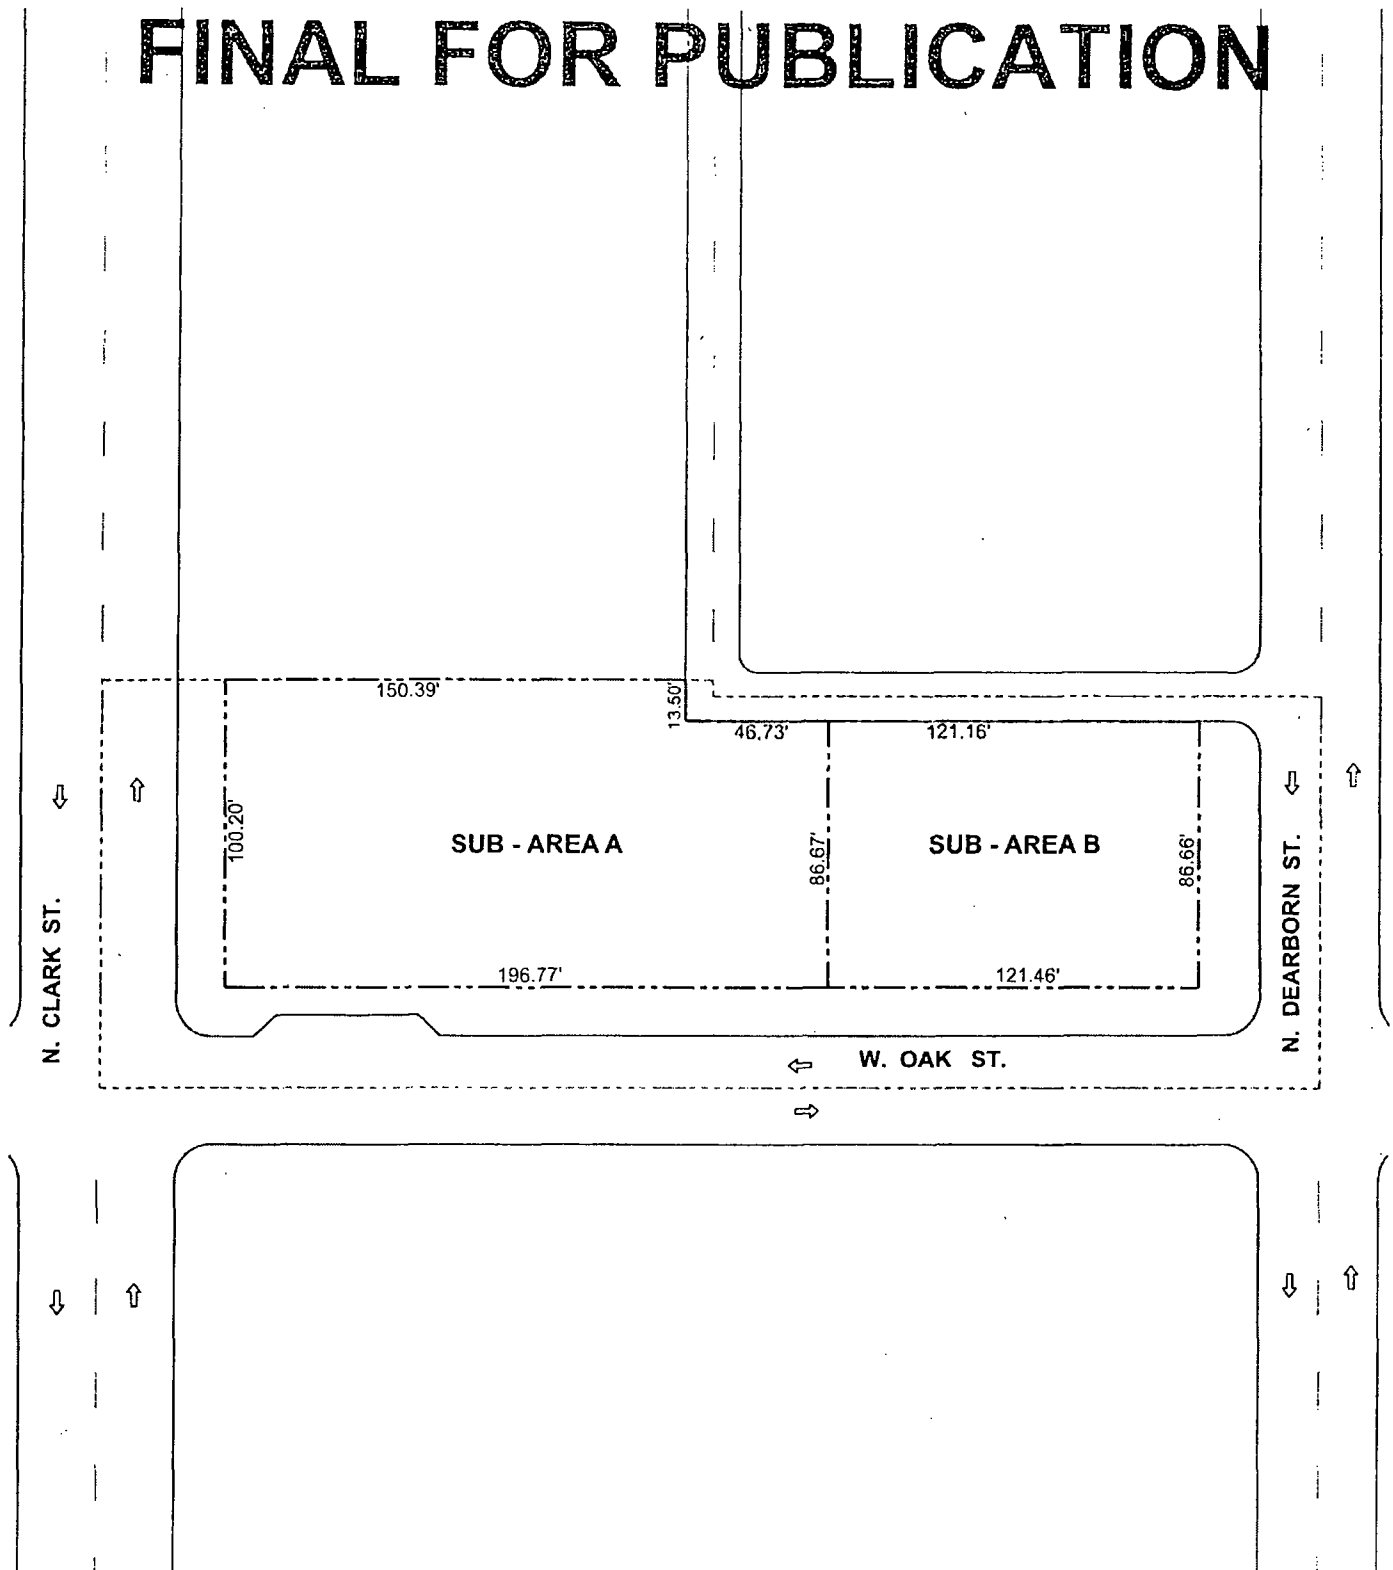 FINAL FOR PUBLICATION
150.39'
13.50'
46.73'
121.16'
100.20'
SUB - AREA A
86.67'
SUB - AREA B
86.66'
196.77'
121.46'
N. CLARK ST.
N. DEARBORN ST.
W. OAK ST.